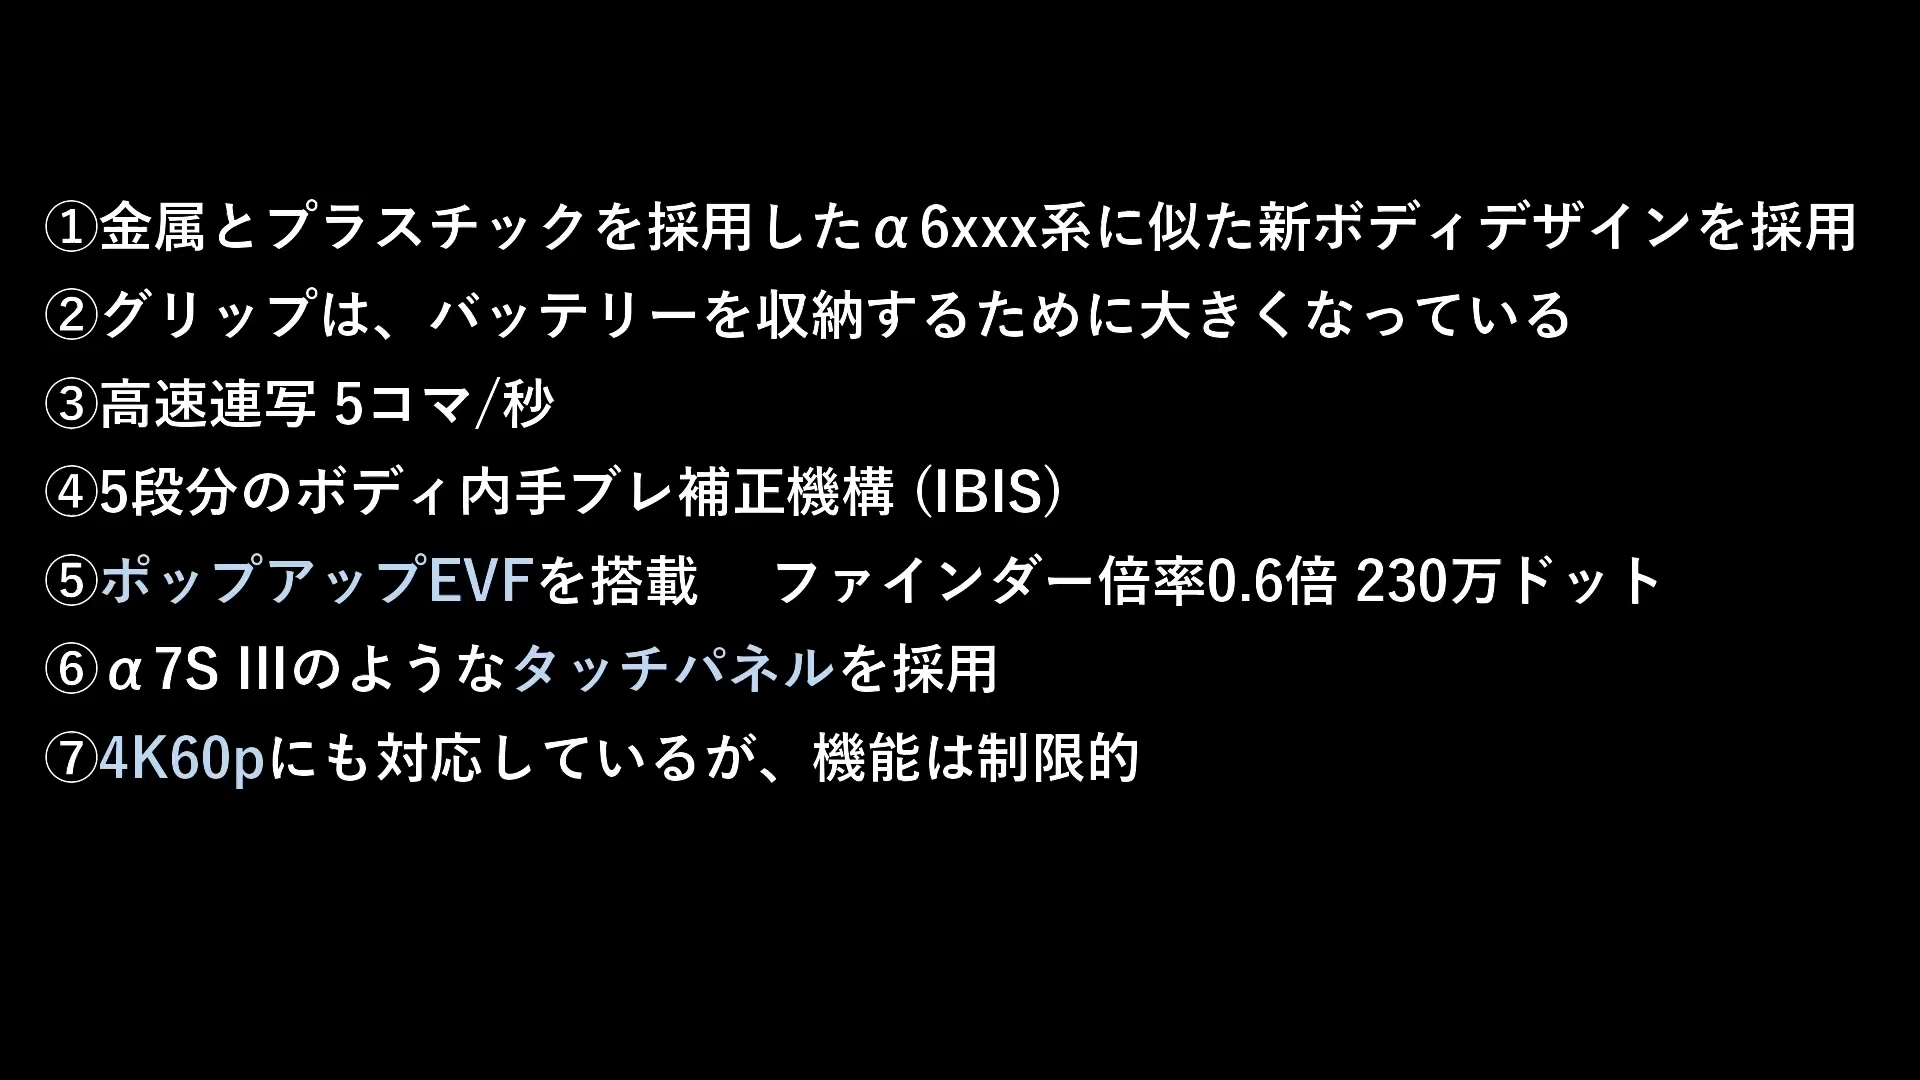 ①金属とプラスチックを採用したα6xxx系に似た新ボディデザインを採用
②グリップは、バッテリーを収納するために大きくなっている
③高速連写 5コマ/秒
④5段分のボディ内手ブレ補正機構 (IBIS)
⑤ポップアップEVFを搭載　ファインダー倍率0.6倍 230万ドット
⑥α7S IIIのようなタッチパネルを採用
⑦4K60pにも対応しているが、機能は制限的